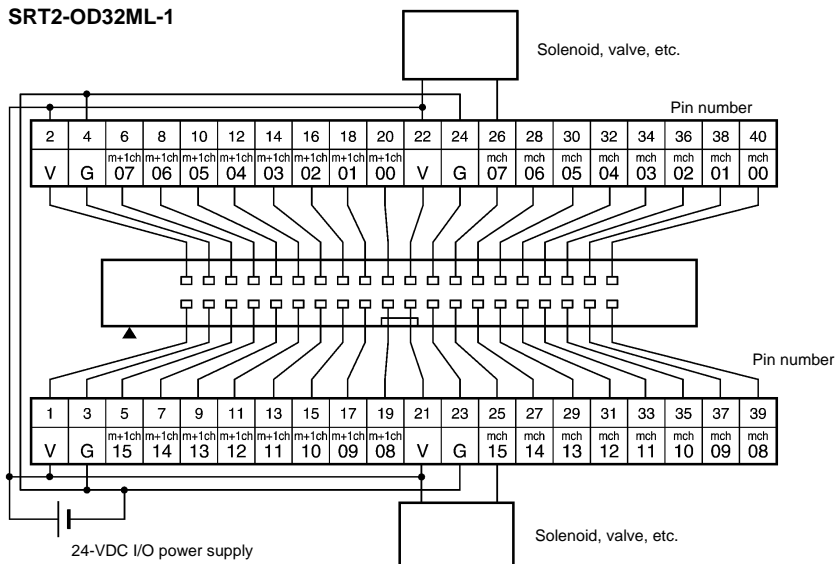 SRT2-OD32ML-1
Solenoid, valve, etc.
Pin number
2 4 6 8 10 12 14 16 18 20 22 24 26 28 30 32 34 36 38 40
V G m+1ch 07 m+1ch 06 m+1ch 05 m+1ch 04 m+1ch 03 m+1ch 02 m+1ch 01 m+1ch 00 V G mch 07 mch 06 mch 05 mch 04 mch 03 mch 02 mch 01 mch 00
Pin number
1 3 5 7 9 11 13 15 17 19 21 23 25 27 29 31 33 35 37 39
V G m+1ch 15 m+1ch 14 m+1ch 13 m+1ch 12 m+1ch 11 m+1ch 10 m+1ch 09 m+1ch 08 V G mch 15 mch 14 mch 13 mch 12 mch 11 mch 10 mch 09 mch 08
Solenoid, valve, etc.
24-VDC I/O power supply